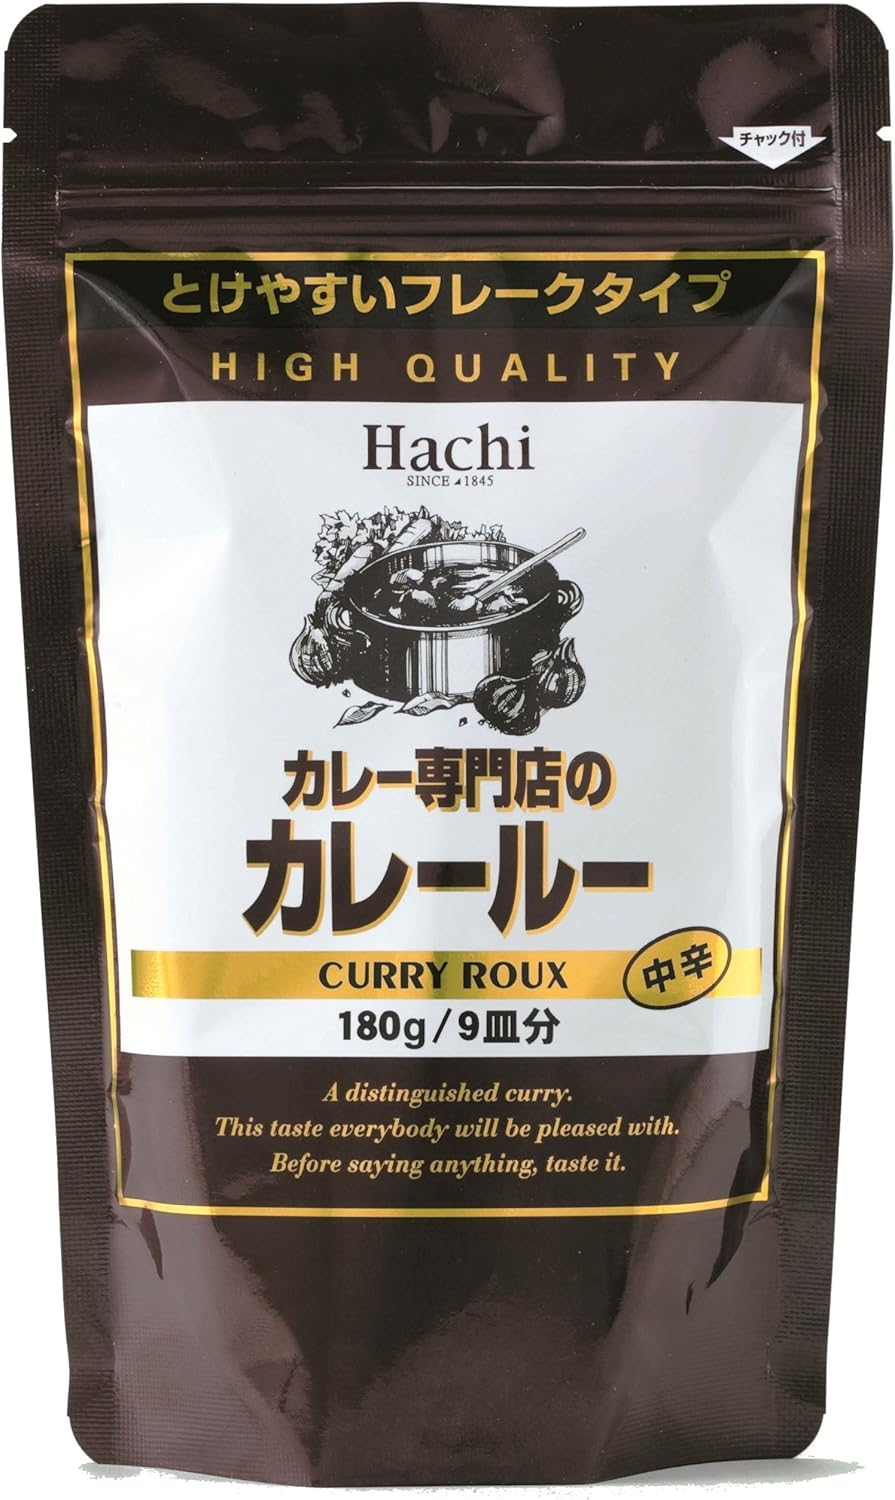 チャック付
とけやすいフレークタイプ
HIGH QUALITY
Hachi
SINCE 1845
カレー専門店の
カレールー
CURRY ROUX
中辛
180g/9皿分
A distinguished curry.
This taste everybody will be pleased with.
Before saying anything, taste it.